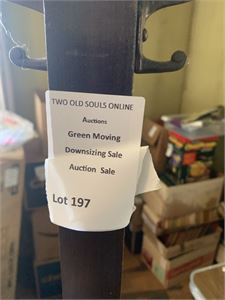 TWO OLD SOULS ONLINE
Auctions
Green Moving
Downsizing Sale
Auction Sale
Lot 197